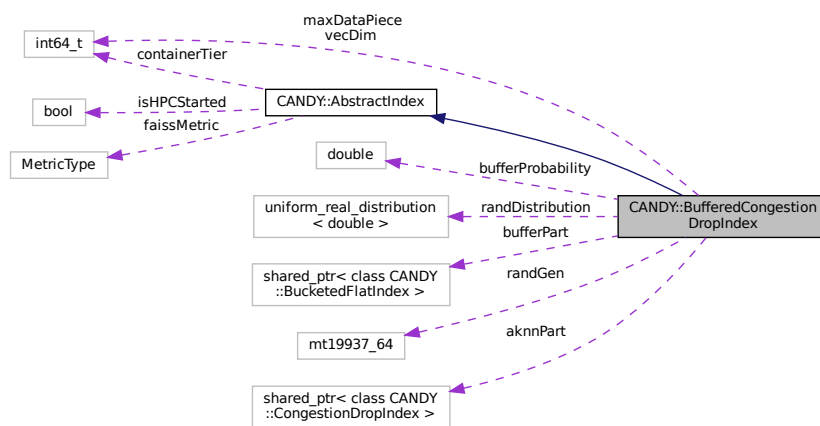 maxDataPiece
vecDim
int64_t
containerTier
isHPCStarted
CANDY::AbstractIndex
bool
faissMetric
MetricType
double
bufferProbability
uniform_real_distribution
< double >
randDistribution
CANDY::BufferedCongestion
DropIndex
bufferPart
shared_ptr< class CANDY
::BucketedFlatIndex >
randGen
mt19937_64
aknnPart
shared_ptr< class CANDY
::CongestionDropIndex >